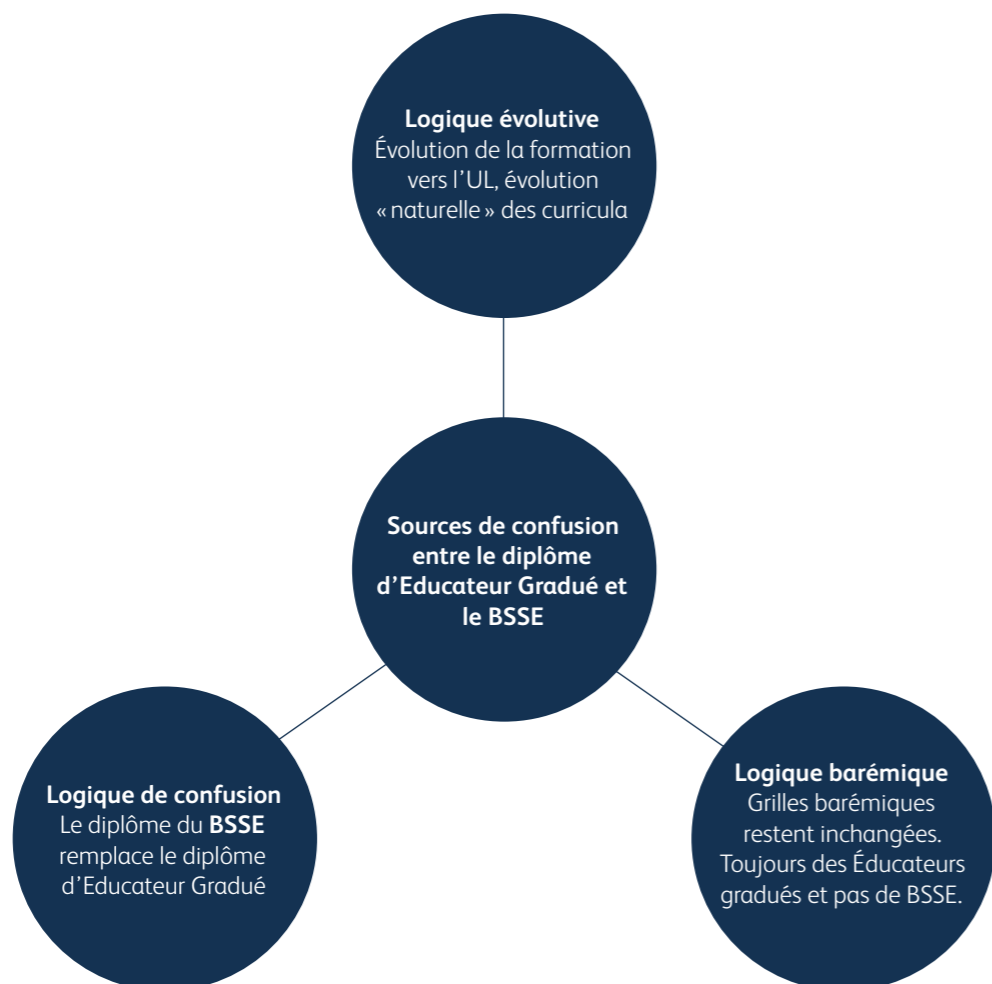 Logique évolutive
Évolution de la formation
vers l’UL, évolution
« naturelle » des curricula
Sources de confusion
entre le diplôme
d’Educateur Gradué et
le BSSE
Logique de confusion
Le diplôme du BSSE
remplace le diplôme
d’Educateur Gradué
Logique barémique
Grilles barémiques
restent inchangées.
Toujours des Éducateurs
gradués et pas de BSSE.